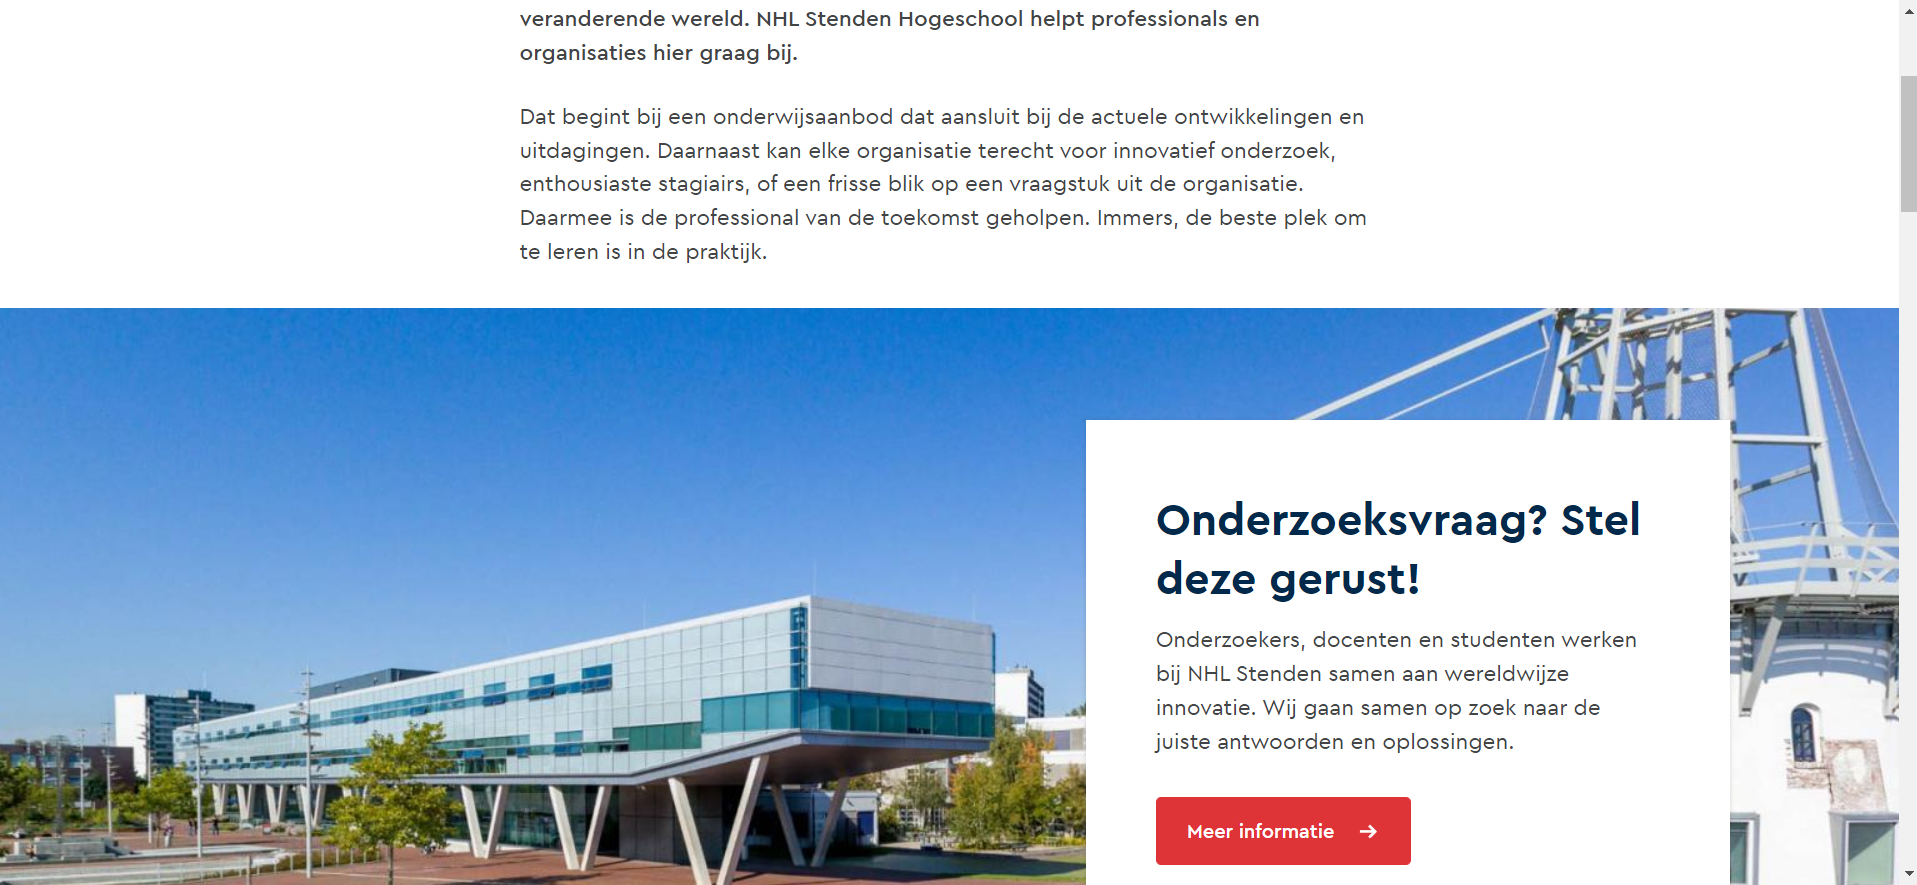 veranderende wereld. NHL Stenden Hogeschool helpt professionals en
organisaties hier graag bij.
Dat begint bij een onderwijsaanbod dat aansluit bij de actuele ontwikkelingen en
uitdagingen. Daarnaast kan elke organisatie terecht voor innovatief onderzoek,
enthousiaste stagiairs, of een frisse blik op een vraagstuk uit de organisatie.
Daarmee is de professional van de toekomst geholpen. Immers, de beste plek om
te leren is in de praktijk.
Onderzoeksvraag? Stel
deze gerust!
Onderzoekers, docenten en studenten werken
bij NHL Stenden samen aan wereldwijze
innovatie. Wij gaan samen op zoek naar de
juiste antwoorden en oplossingen.
Meer informatie